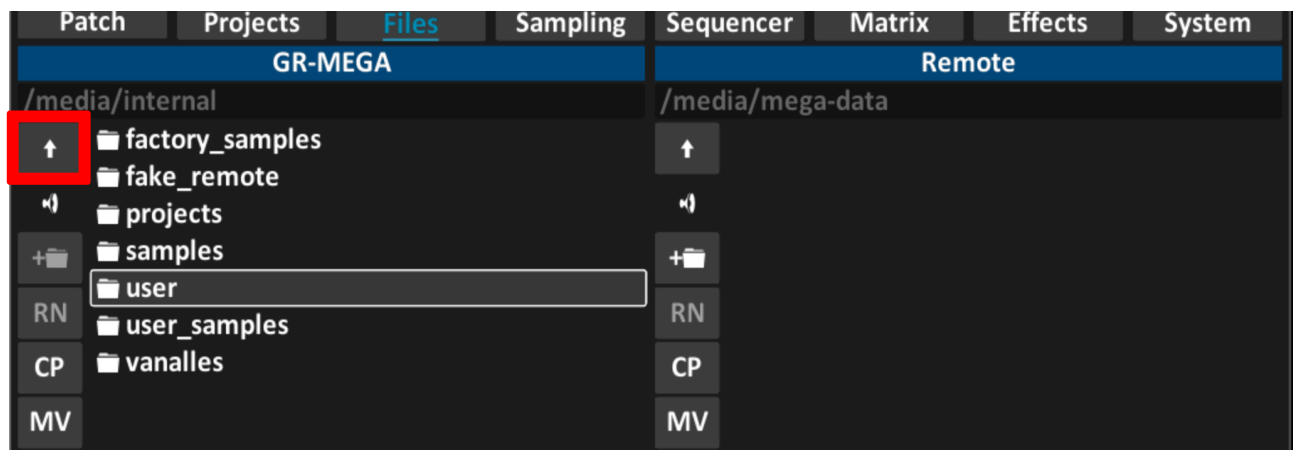 Patch Projects Files Sampling Sequencer Matrix Effects System
GR-MEGA
/media/internal
factory_samples
fake_remote
projects
samples
+
user
RN
user_samples
CP
vanalles
MV
Remote
/media/mega-data
+
RN
CP
MV